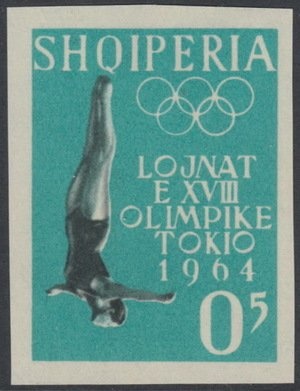 SHQIPERIA
LOJNAT
E XVIII
OLIMPIKE
TOKIO
1964
0⁵